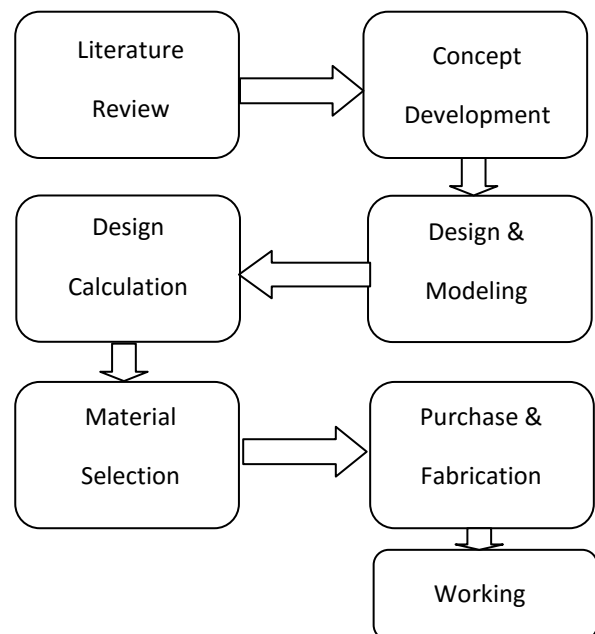 Literature
Review
Concept
Development
Design &
Modeling
Design
Calculation
Material
Selection
Purchase &
Fabrication
Working